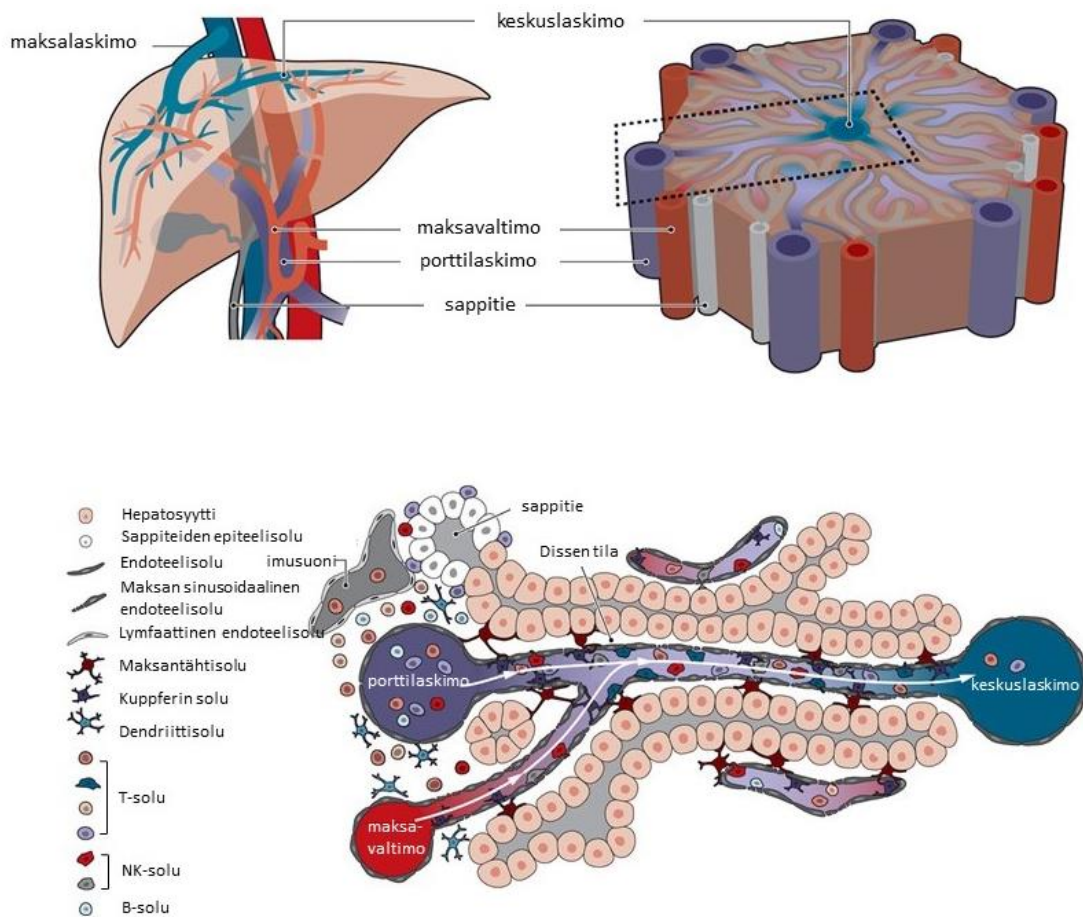 maksalaskimo
keskuslaskimo
maksavaltimo
porttilaskimo
sappitie
Hepatosyytti
Sappiteiden epiteelisolu
Endoteelisolu
Maksan sinusoidaalinen
endoteelisolu
Lymfaattinen endoteelisolu
Maksantähtisolu
Kuppferin solu
Dendriittisolu
T-solu
NK-solu
B-solu
imusuoni
sappitie
Dissen tila
porttilaskimo
keskuslaskimo
maksa-
valtimo